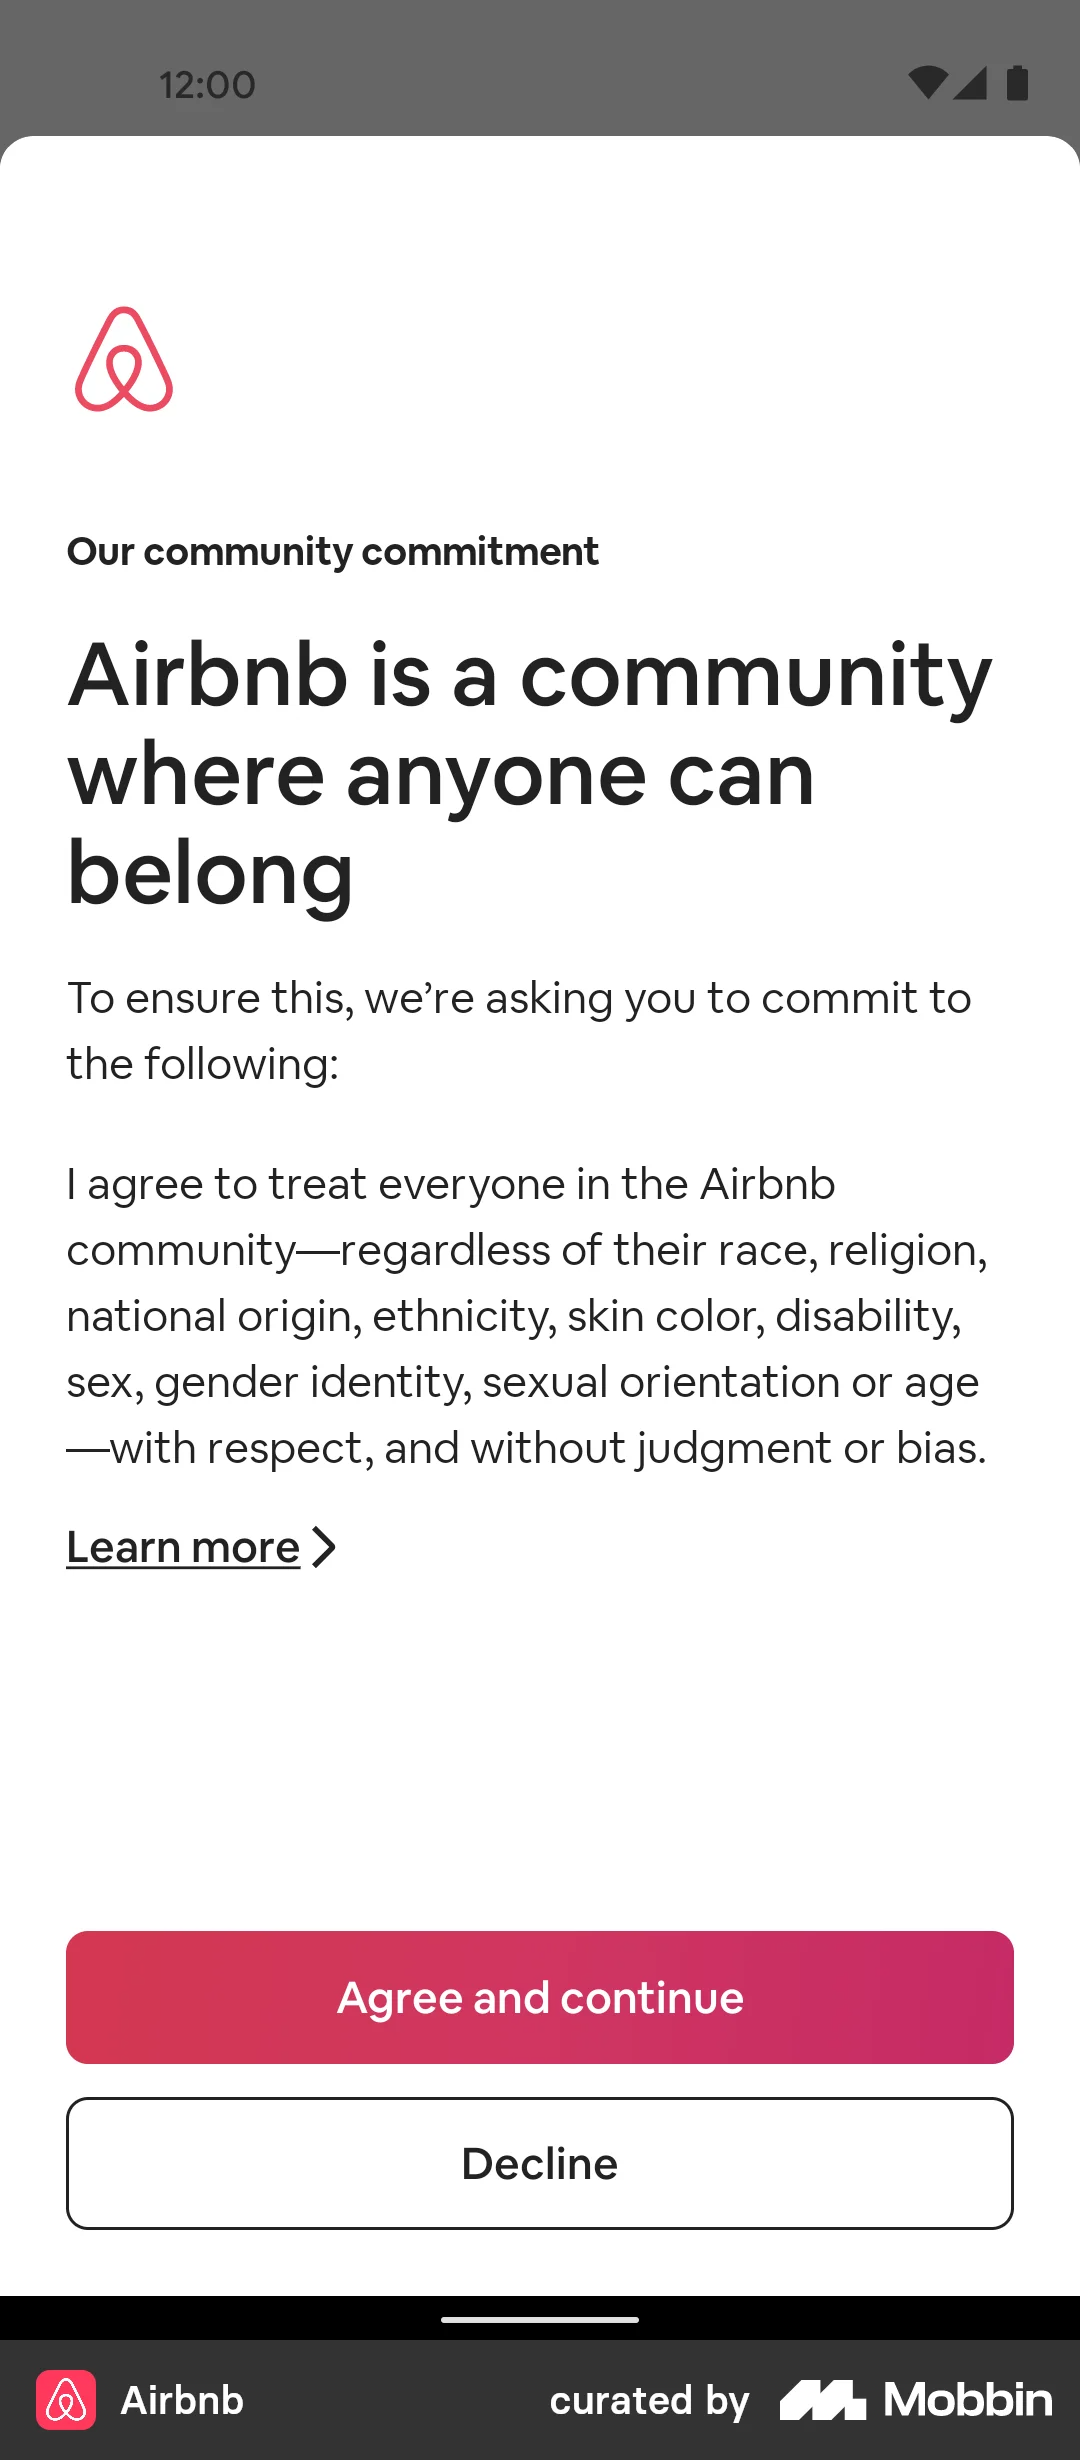 12:00
Our community commitment
Airbnb is a community
where anyone can
belong
To ensure this, we’re asking you to commit to
the following:
I agree to treat everyone in the Airbnb
community—regardless of their race, religion,
national origin, ethnicity, skin color, disability,
sex, gender identity, sexual orientation or age
—with respect, and without judgment or bias.
Learn more
Agree and continue
Decline
Airbnb
curated by Mobbin